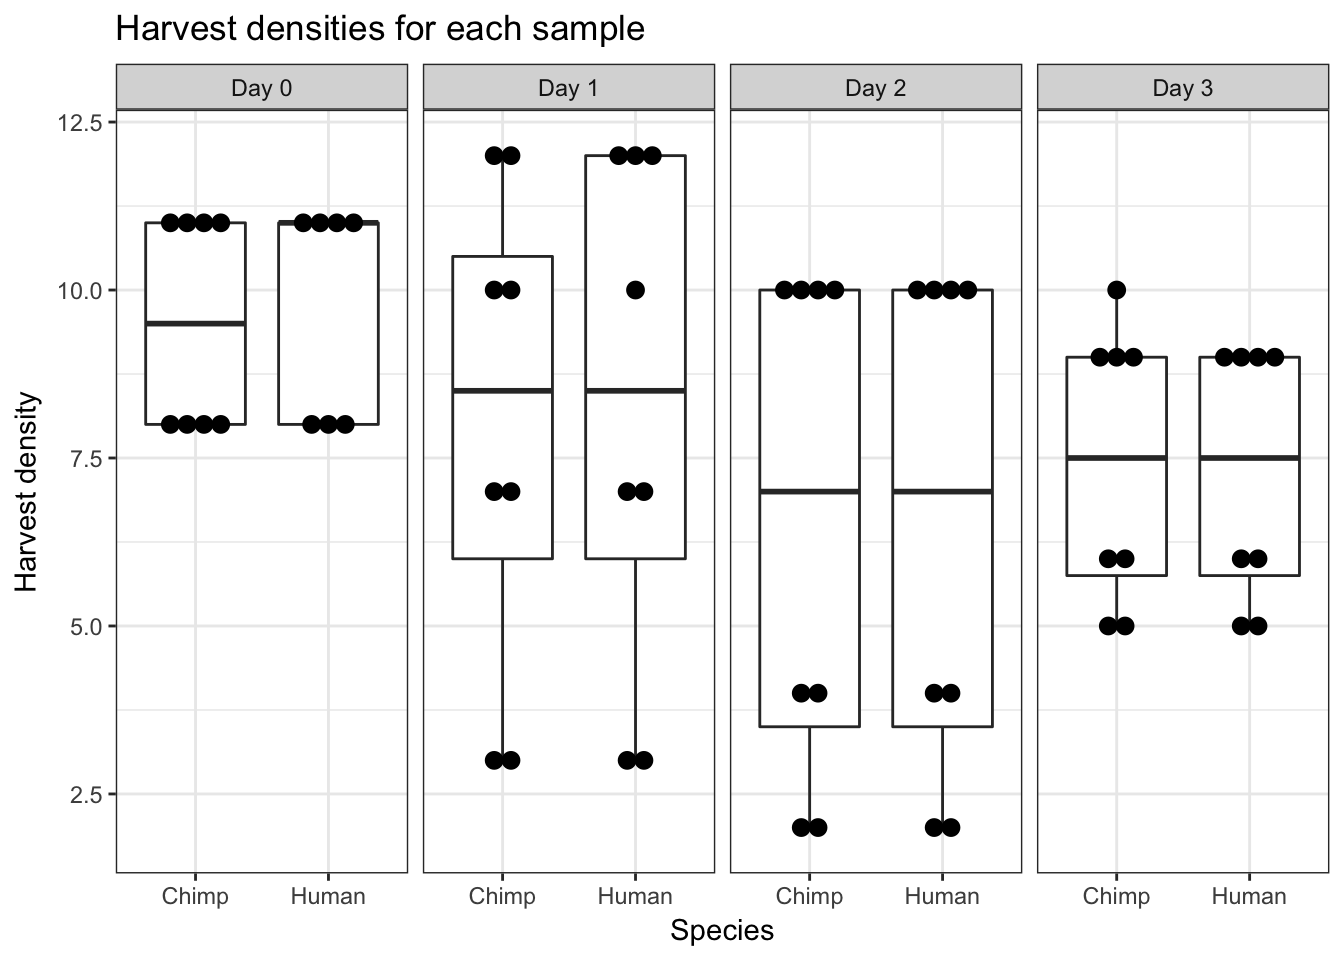 Harvest densities for each sample
Day 0
Day 1
Day 2
Day 3
Harvest density
12.5
10.0
7.5
5.0
2.5
Chimp
Human
Chimp
Human
Chimp
Human
Chimp
Human
Species